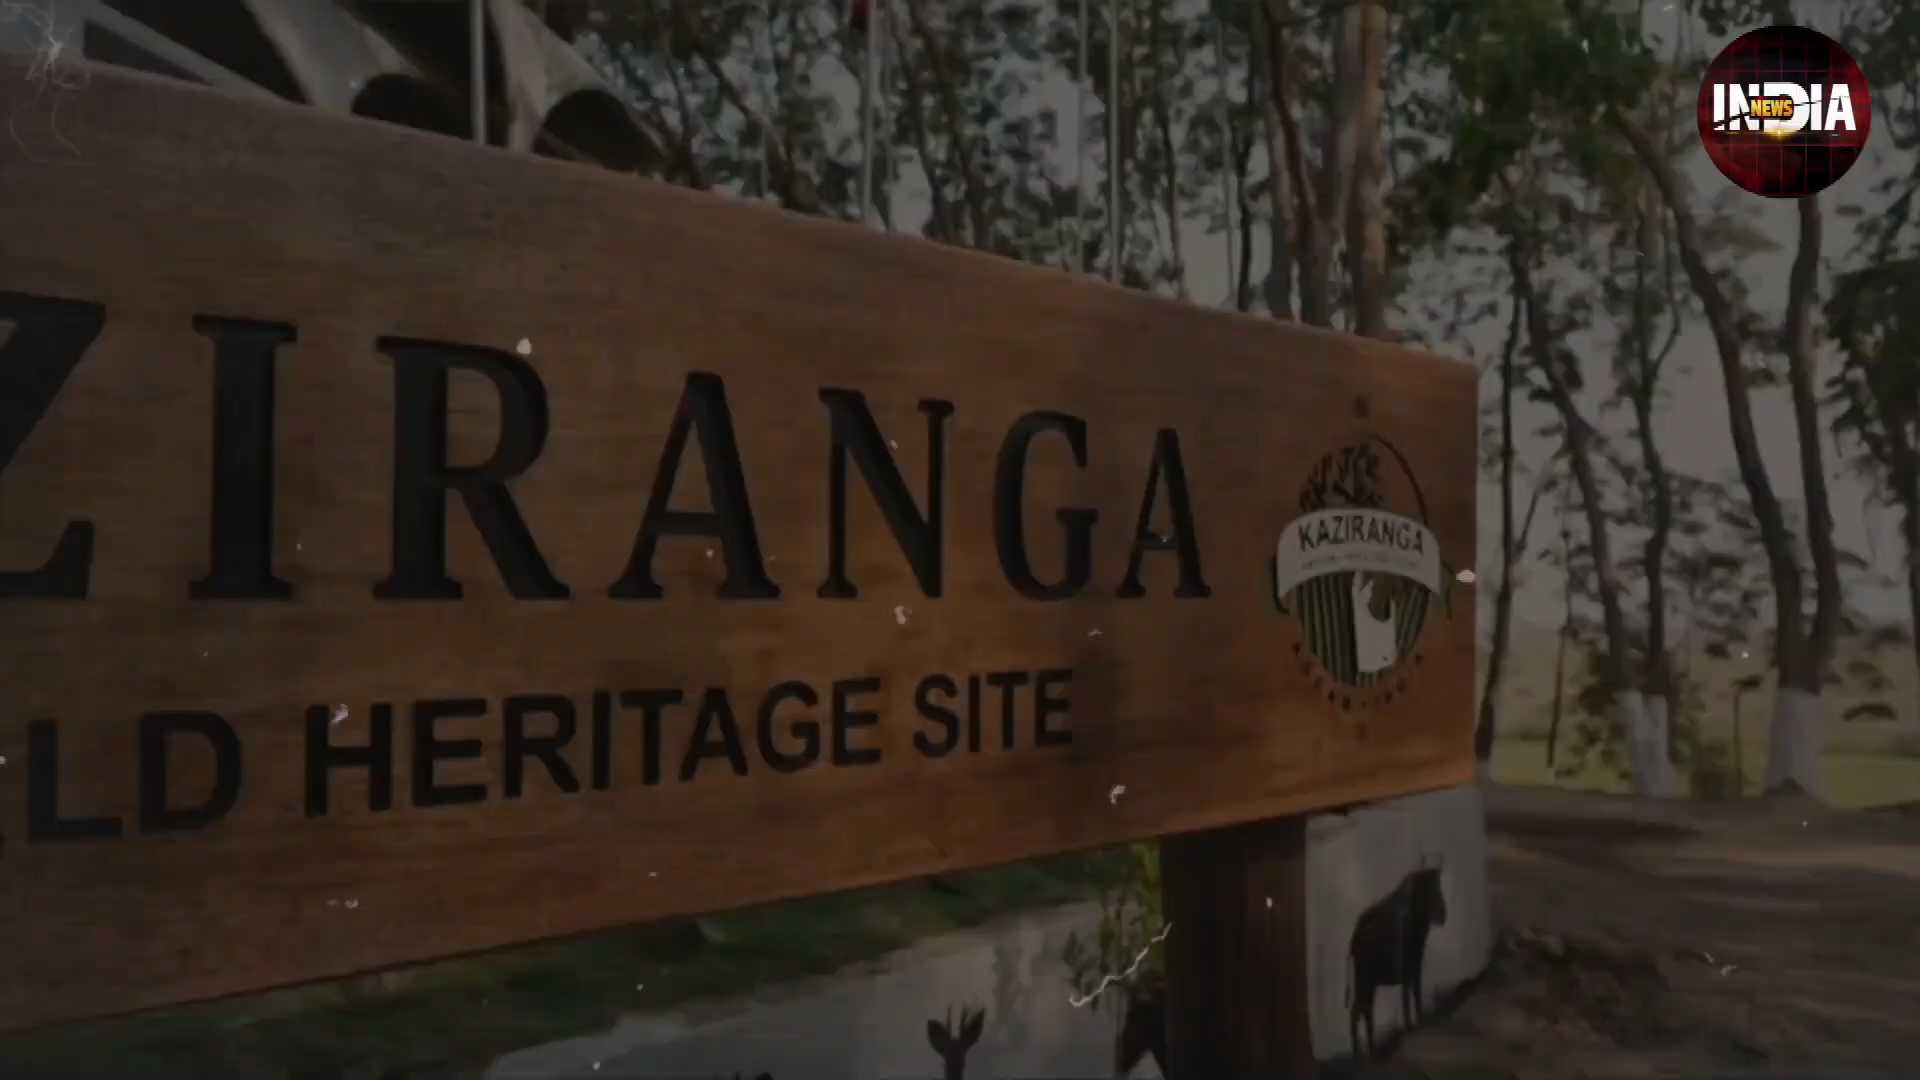 INDIA
NEWS
ZIRANGA
KAZIRANGA
LD HERITAGE SITE